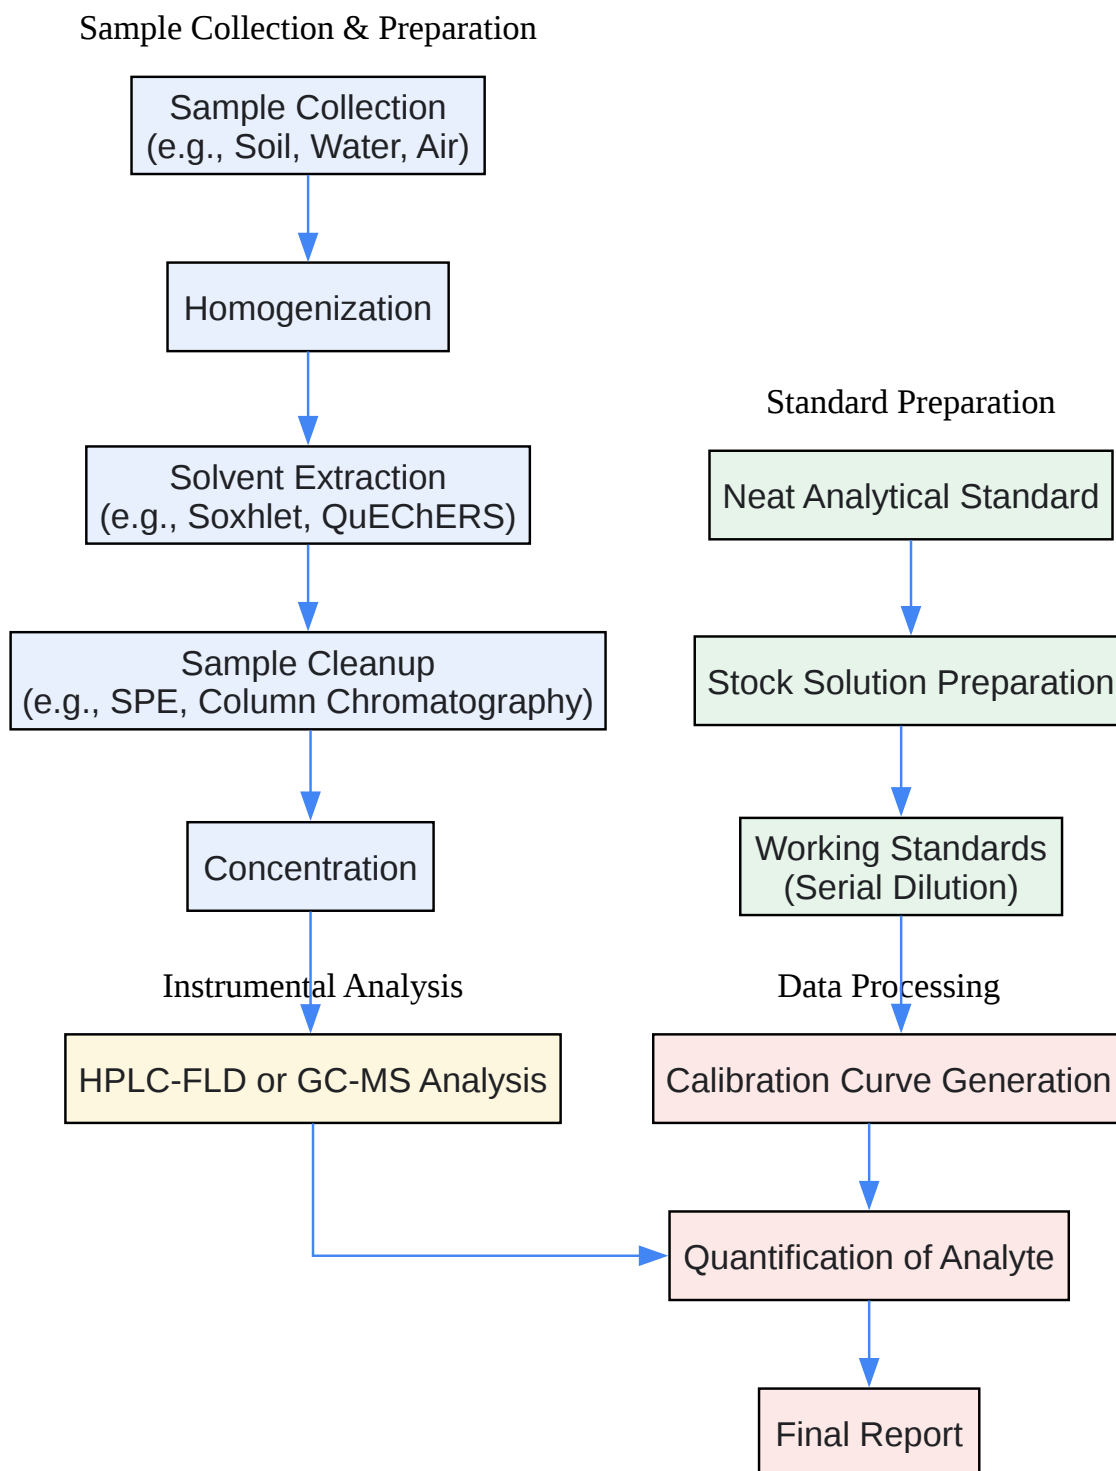 Sample Collection & Preparation
Sample Collection
(e.g., Soil, Water, Air)
Homogenization
Solvent Extraction
(e.g., Soxhlet, QuEChERS)
Sample Cleanup
(e.g., SPE, Column Chromatography)
Concentration
Instrumental Analysis
HPLC-FLD or GC-MS Analysis
Standard Preparation
Neat Analytical Standard
Stock Solution Preparation
Working Standards
(Serial Dilution)
Data Processing
Calibration Curve Generation
Quantification of Analyte
Final Report